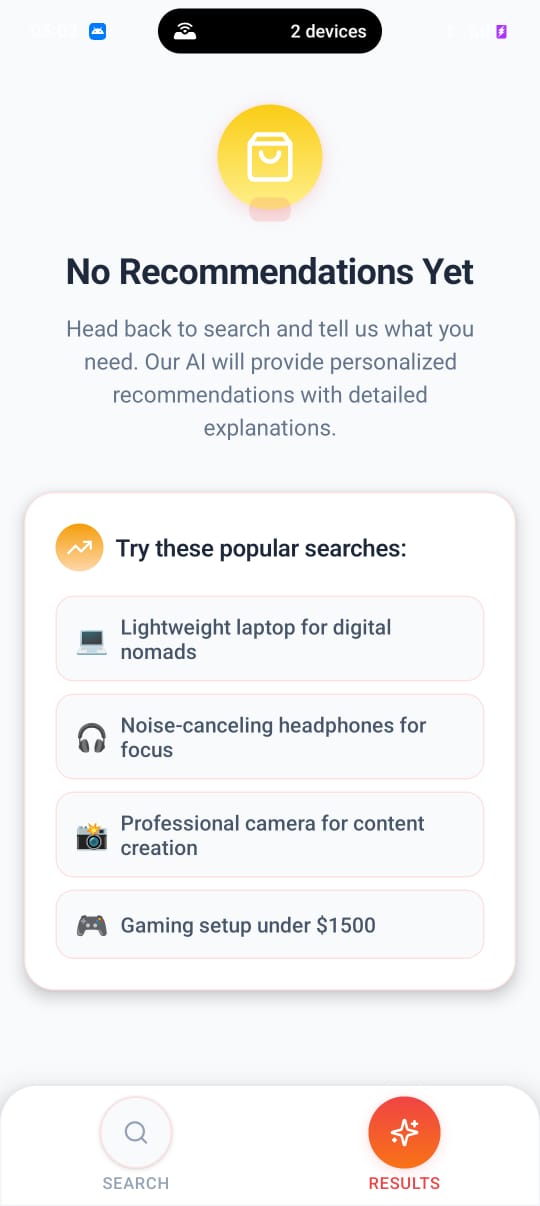 2 devices
No Recommendations Yet
Head back to search and tell us what you
need. Our AI will provide personalized
recommendations with detailed
explanations.
Try these popular searches:
Lightweight laptop for digital
nomads
Noise-canceling headphones for
focus
Professional camera for content
creation
Gaming setup under $1500
SEARCH
RESULTS